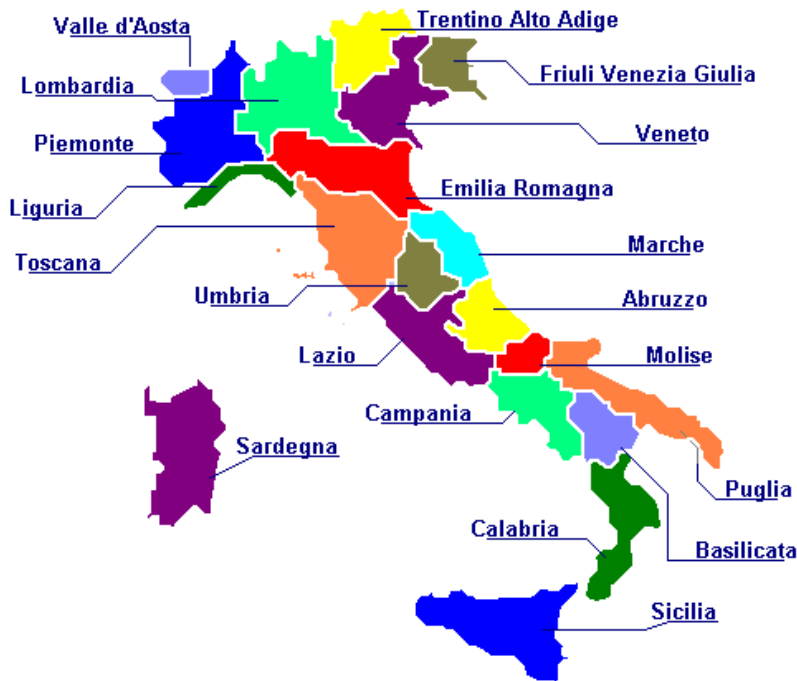 Valle d'Aosta
Trentino Alto Adige
Lombardia
Friuli Venezia Giulia
Piemonte
Veneto
Liguria
Emilia Romagna
Toscana
Marche
Umbria
Abruzzo
Lazio
Molise
Campania
Sardegna
Puglia
Calabria
Basilicata
Sicilia